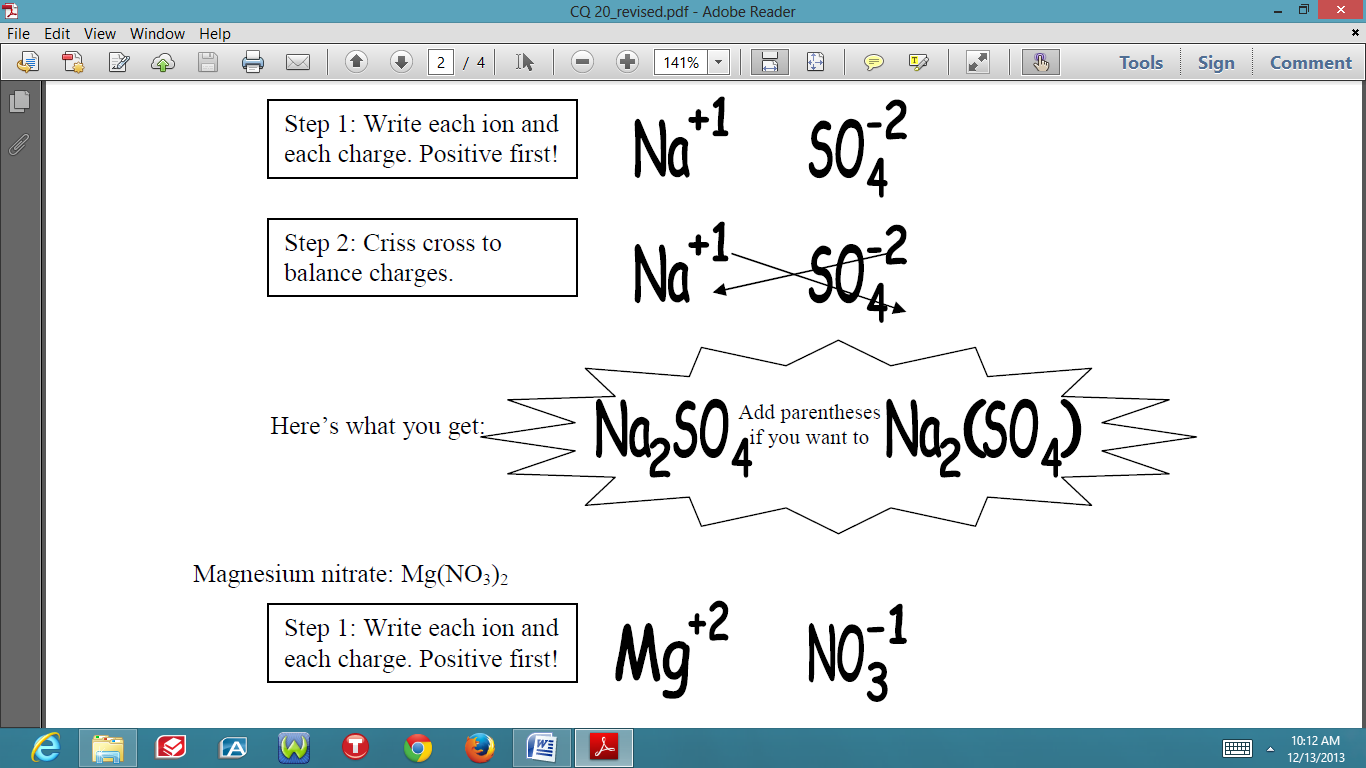 CQ 20_revised.pdf - Adobe Reader
File Edit View Window Help
2 / 4 141% Tools Sign Comment
Step 1: Write each ion and
each charge. Positive first!
Na⁺¹ SO₄⁻²
Step 2: Criss cross to
balance charges.
Na⁺¹ SO₄⁻²
Here's what you get:
Na₂SO₄
Add parentheses
if you want to
Na₂(SO₄)
Magnesium nitrate: Mg(NO₃)₂
Step 1: Write each ion and
each charge. Positive first!
Mg⁺² NO₃⁻¹
10:12 AM
12/13/2013